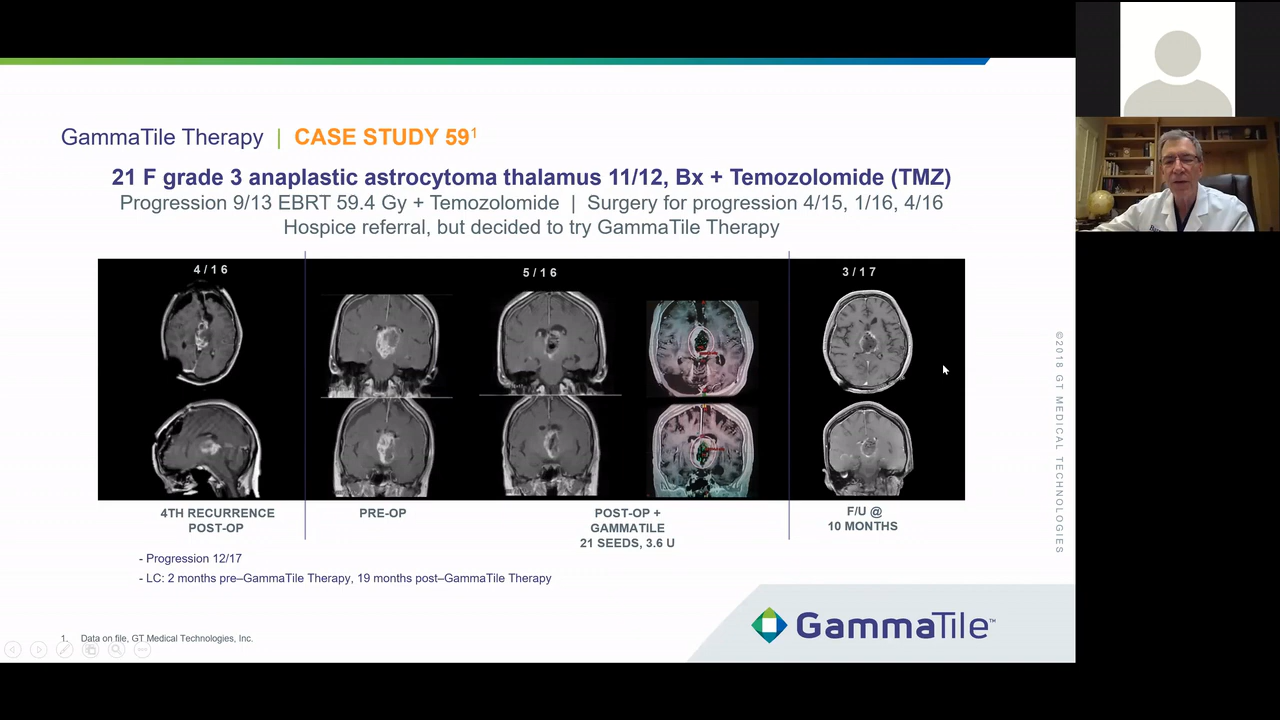 GammaTile Therapy | CASE STUDY 59¹
21 F grade 3 anaplastic astrocytoma thalamus 11/12, Bx + Temozolomide (TMZ)
Progression 9/13 EBRT 59.4 Gy + Temozolomide | Surgery for progression 4/15, 1/16, 4/16
Hospice referral, but decided to try GammaTile Therapy
4/16
5/16
3/17
4TH RECURRENCE
POST-OP
PRE-OP
POST-OP +
GAMMATILE
21 SEEDS, 3.6 U
F/U @
10 MONTHS
- Progression 12/17
- LC: 2 months pre–GammaTile Therapy, 19 months post–GammaTile Therapy
1. Data on file, GT Medical Technologies, Inc.
GammaTile™
©2018 GT MEDICAL TECHNOLOGIES